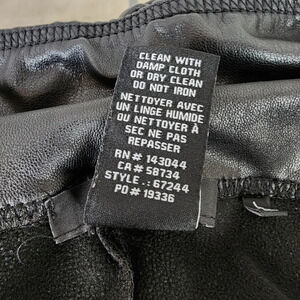 CLEAN WITH
DAMP CLOTH
OR DRY CLEAN
DO NOT IRON
NETTOYER AVEC
UN LINGE HUMIDE
OU NETTOYER À
SEC NE PAS
REPASSER
RN# 143044
CA# 58734
STYLE.: 67244
PO# 19336